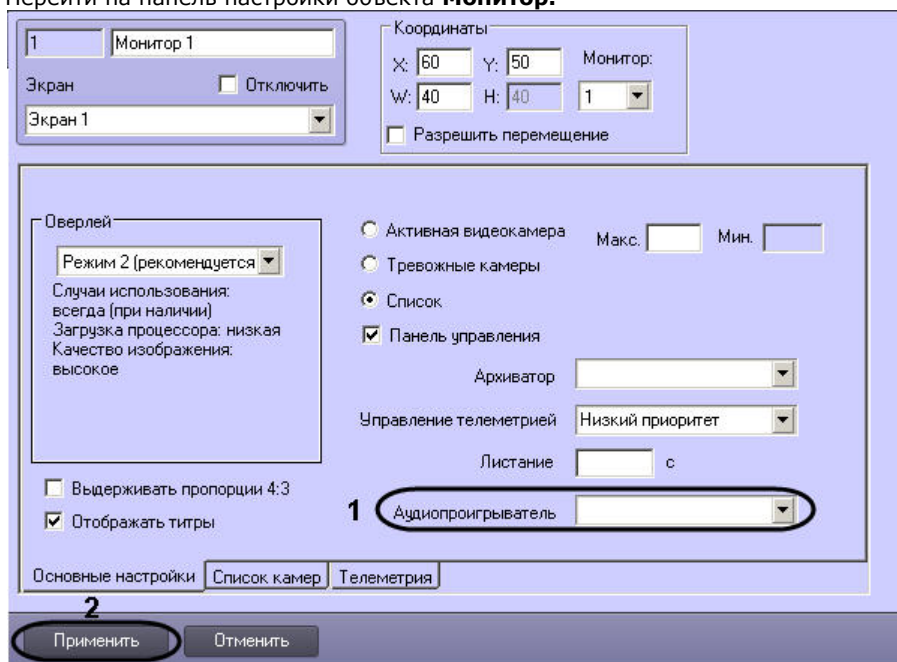 Перейти на панель настройки объекта Монитор.
1 Монитор 1
Экран Отключить
Экран 1
Координаты
X: 60 Y: 50 Монитор:
W: 40 H: 40 1
Разрешить перемещение
Оверлей
Режим 2 (рекомендуется
Случаи использования:
всегда (при наличии)
Загрузка процессора: низкая
Качество изображения:
высокое
Выдерживать пропорции 4:3
Отображать титры
Активная видеокамера Макс. Мин.
Тревожные камеры
Список
Панель управления
Архиватор
Управление телеметрией Низкий приоритет
Листание с
1 Аудиопроигрыватель
Основные настройки Список камер Телеметрия
2
Применить Отменить